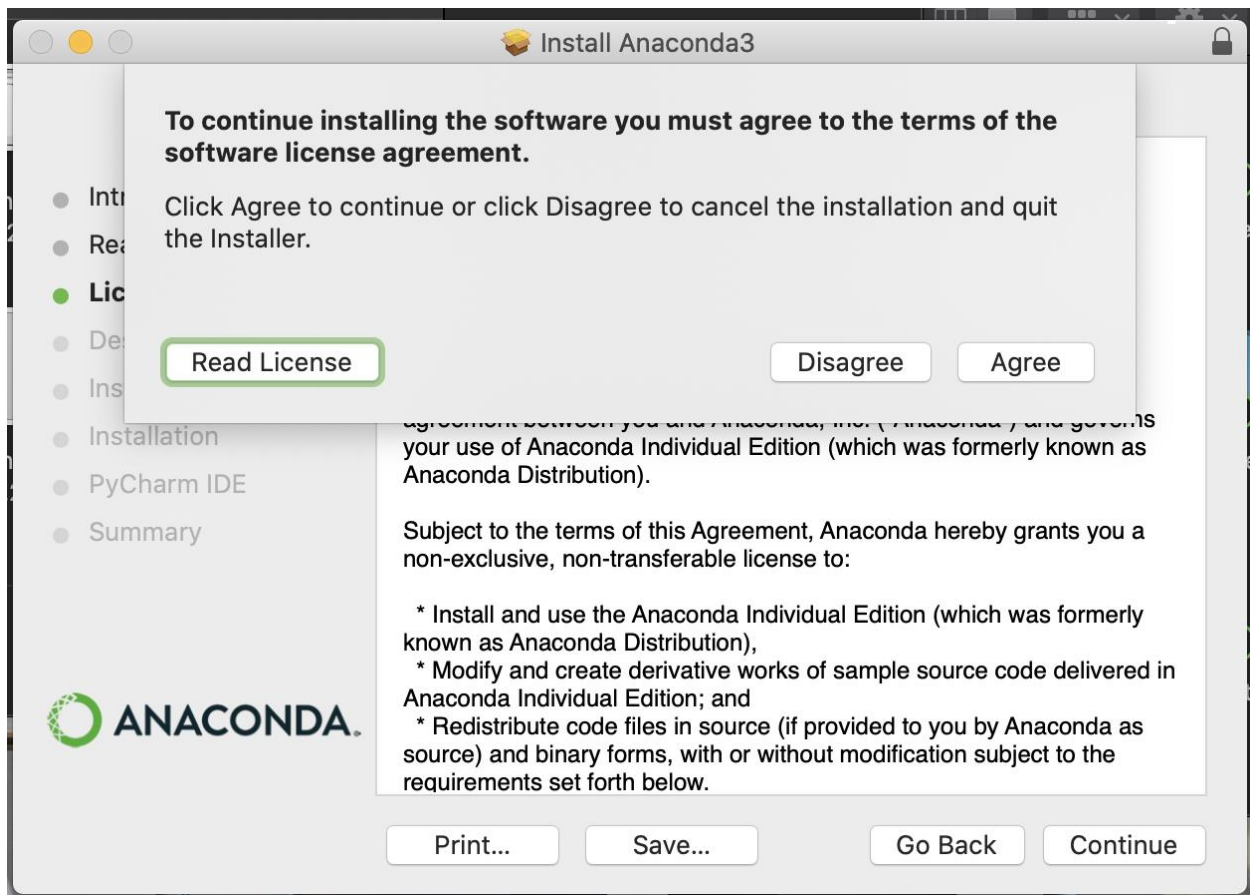 Install Anaconda3
To continue installing the software you must agree to the terms of the
software license agreement.
Click Agree to continue or click Disagree to cancel the installation and quit
the Installer.
Read License
Disagree
Agree
Installation
PyCharm IDE
Summary
ANACONDA.
your use of Anaconda Individual Edition (which was formerly known as
Anaconda Distribution).
Subject to the terms of this Agreement, Anaconda hereby grants you a
non-exclusive, non-transferable license to:
* Install and use the Anaconda Individual Edition (which was formerly
known as Anaconda Distribution),
* Modify and create derivative works of sample source code delivered in
Anaconda Individual Edition; and
* Redistribute code files in source (if provided to you by Anaconda as
source) and binary forms, with or without modification subject to the
requirements set forth below.
Print...
Save...
Go Back
Continue